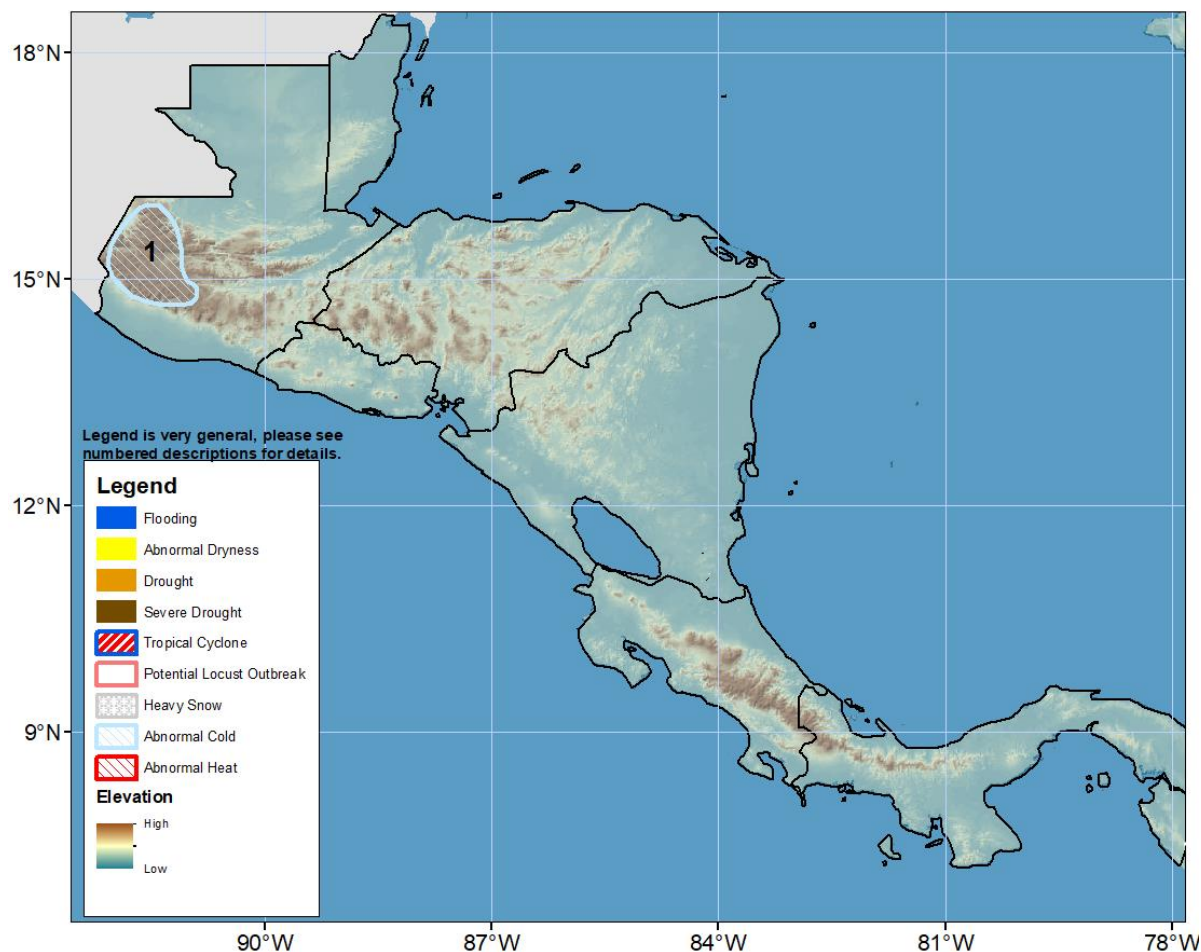 18°N
1
15°N
Legend is very general, please see
numbered descriptions for details.
12°N
Legend
Flooding
Abnormal Dryness
Drought
Severe Drought
Tropical Cyclone
Potential Locust Outbreak
9°N
Heavy Snow
Abnormal Cold
Abnormal Heat
Elevation
High
Low
90°W
87°W
84°W
81°W
78°W